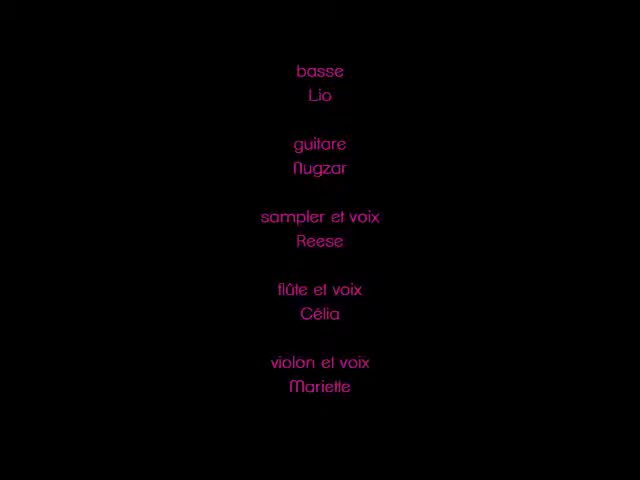 basse
Lio
guitare
Nugzar
sampler et voix
Reese
flûte et voix
Célia
violon et voix
Mariette